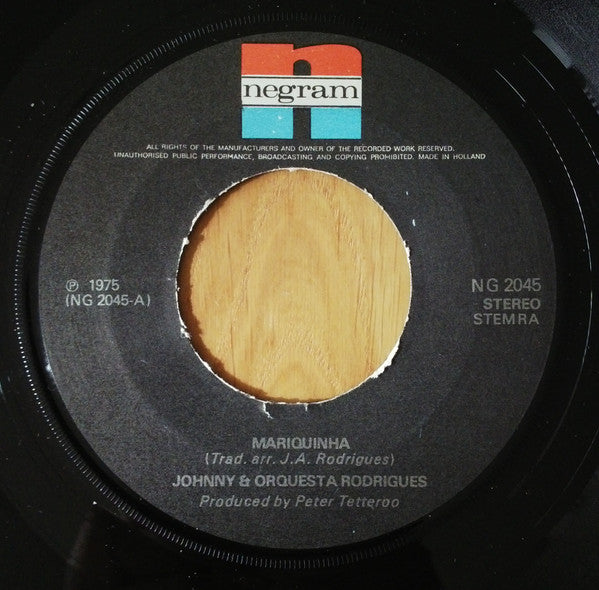 negram
ALL RIGHTS OF THE MANUFACTURERS AND OWNER OF THE RECORDED WORK RESERVED.
UNAUTHORISED PUBLIC PERFORMANCE, BROADCASTING AND COPYING PROHIBITED. MADE IN HOLLAND
℗ 1975
(NG 2045-A)
NG 2045
STEREO
STEMRA
MARIQUINHA
(Trad. arr. J.A. Rodrigues)
JOHNNY & ORQUESTA RODRIGUES
Produced by Peter Tetteroo